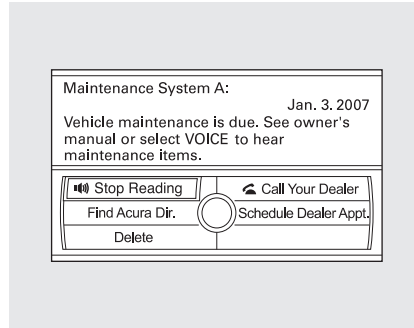 Maintenance System A:
Jan. 3. 2007
Vehicle maintenance is due. See owner's
manual or select VOICE to hear
maintenance items.
Stop Reading
Call Your Dealer
Find Acura Dir.
Schedule Dealer Appt.
Delete